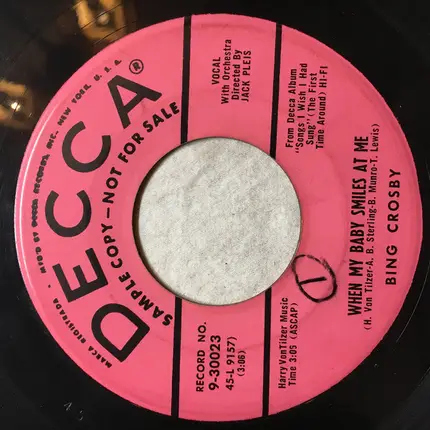 DECCA®
MARCA REGISTRADA • MFG'D BY DECCA RECORDS, INC., NEW YORK, U. S. A.
SAMPLE COPY—NOT FOR SALE
RECORD NO.
9-30023
45-L 9157)
(3:06)
VOCAL
With Orchestra
Directed By
JACK PLEIS
Harry VonTilzer Music
Time 3:05 (ASCAP)
1
From Decca Album
"Songs I Wish I Had
Sung" (The First
Time Around) Hi-Fi
WHEN MY BABY SMILES AT ME
(H. Von Tilzer-A. B. Sterling-B. Munro-T. Lewis)
BING CROSBY